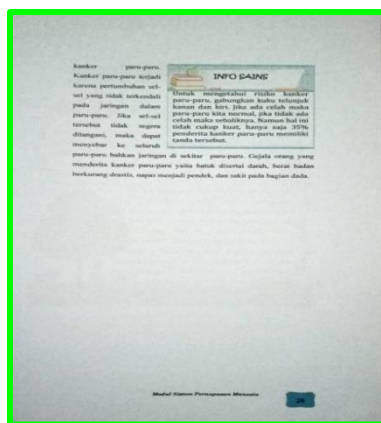 kanker paru-paru.
Kanker paru-paru terjadi
karena pertumbuhan sel-
sel yang tidak terkendali
pada jaringan dalam
paru-paru. Jika sel-sel
tersebut tidak segera
ditangani, maka dapat
menyebar ke seluruh
INFO SAINS
Untuk mengetahui risiko kanker
paru-paru, gabungkan kuku telunjuk
kanan dan kiri. Jika ada celah maka
paru-paru kita normal, jika tidak ada
celah maka sebaliknya. Namun hal ini
tidak cukup kuat, hanya saja 35%
penderita kanker paru-paru memiliki
tanda tersebut.
paru-paru bahkan jaringan di sekitar paru-paru. Gejala orang yang
menderita kanker paru-paru yaitu batuk disertai darah, berat badan
berkurang drastis, napas menjadi pendek, dan sakit pada bagian dada.
Modul Sistem Pernapasan Manusia